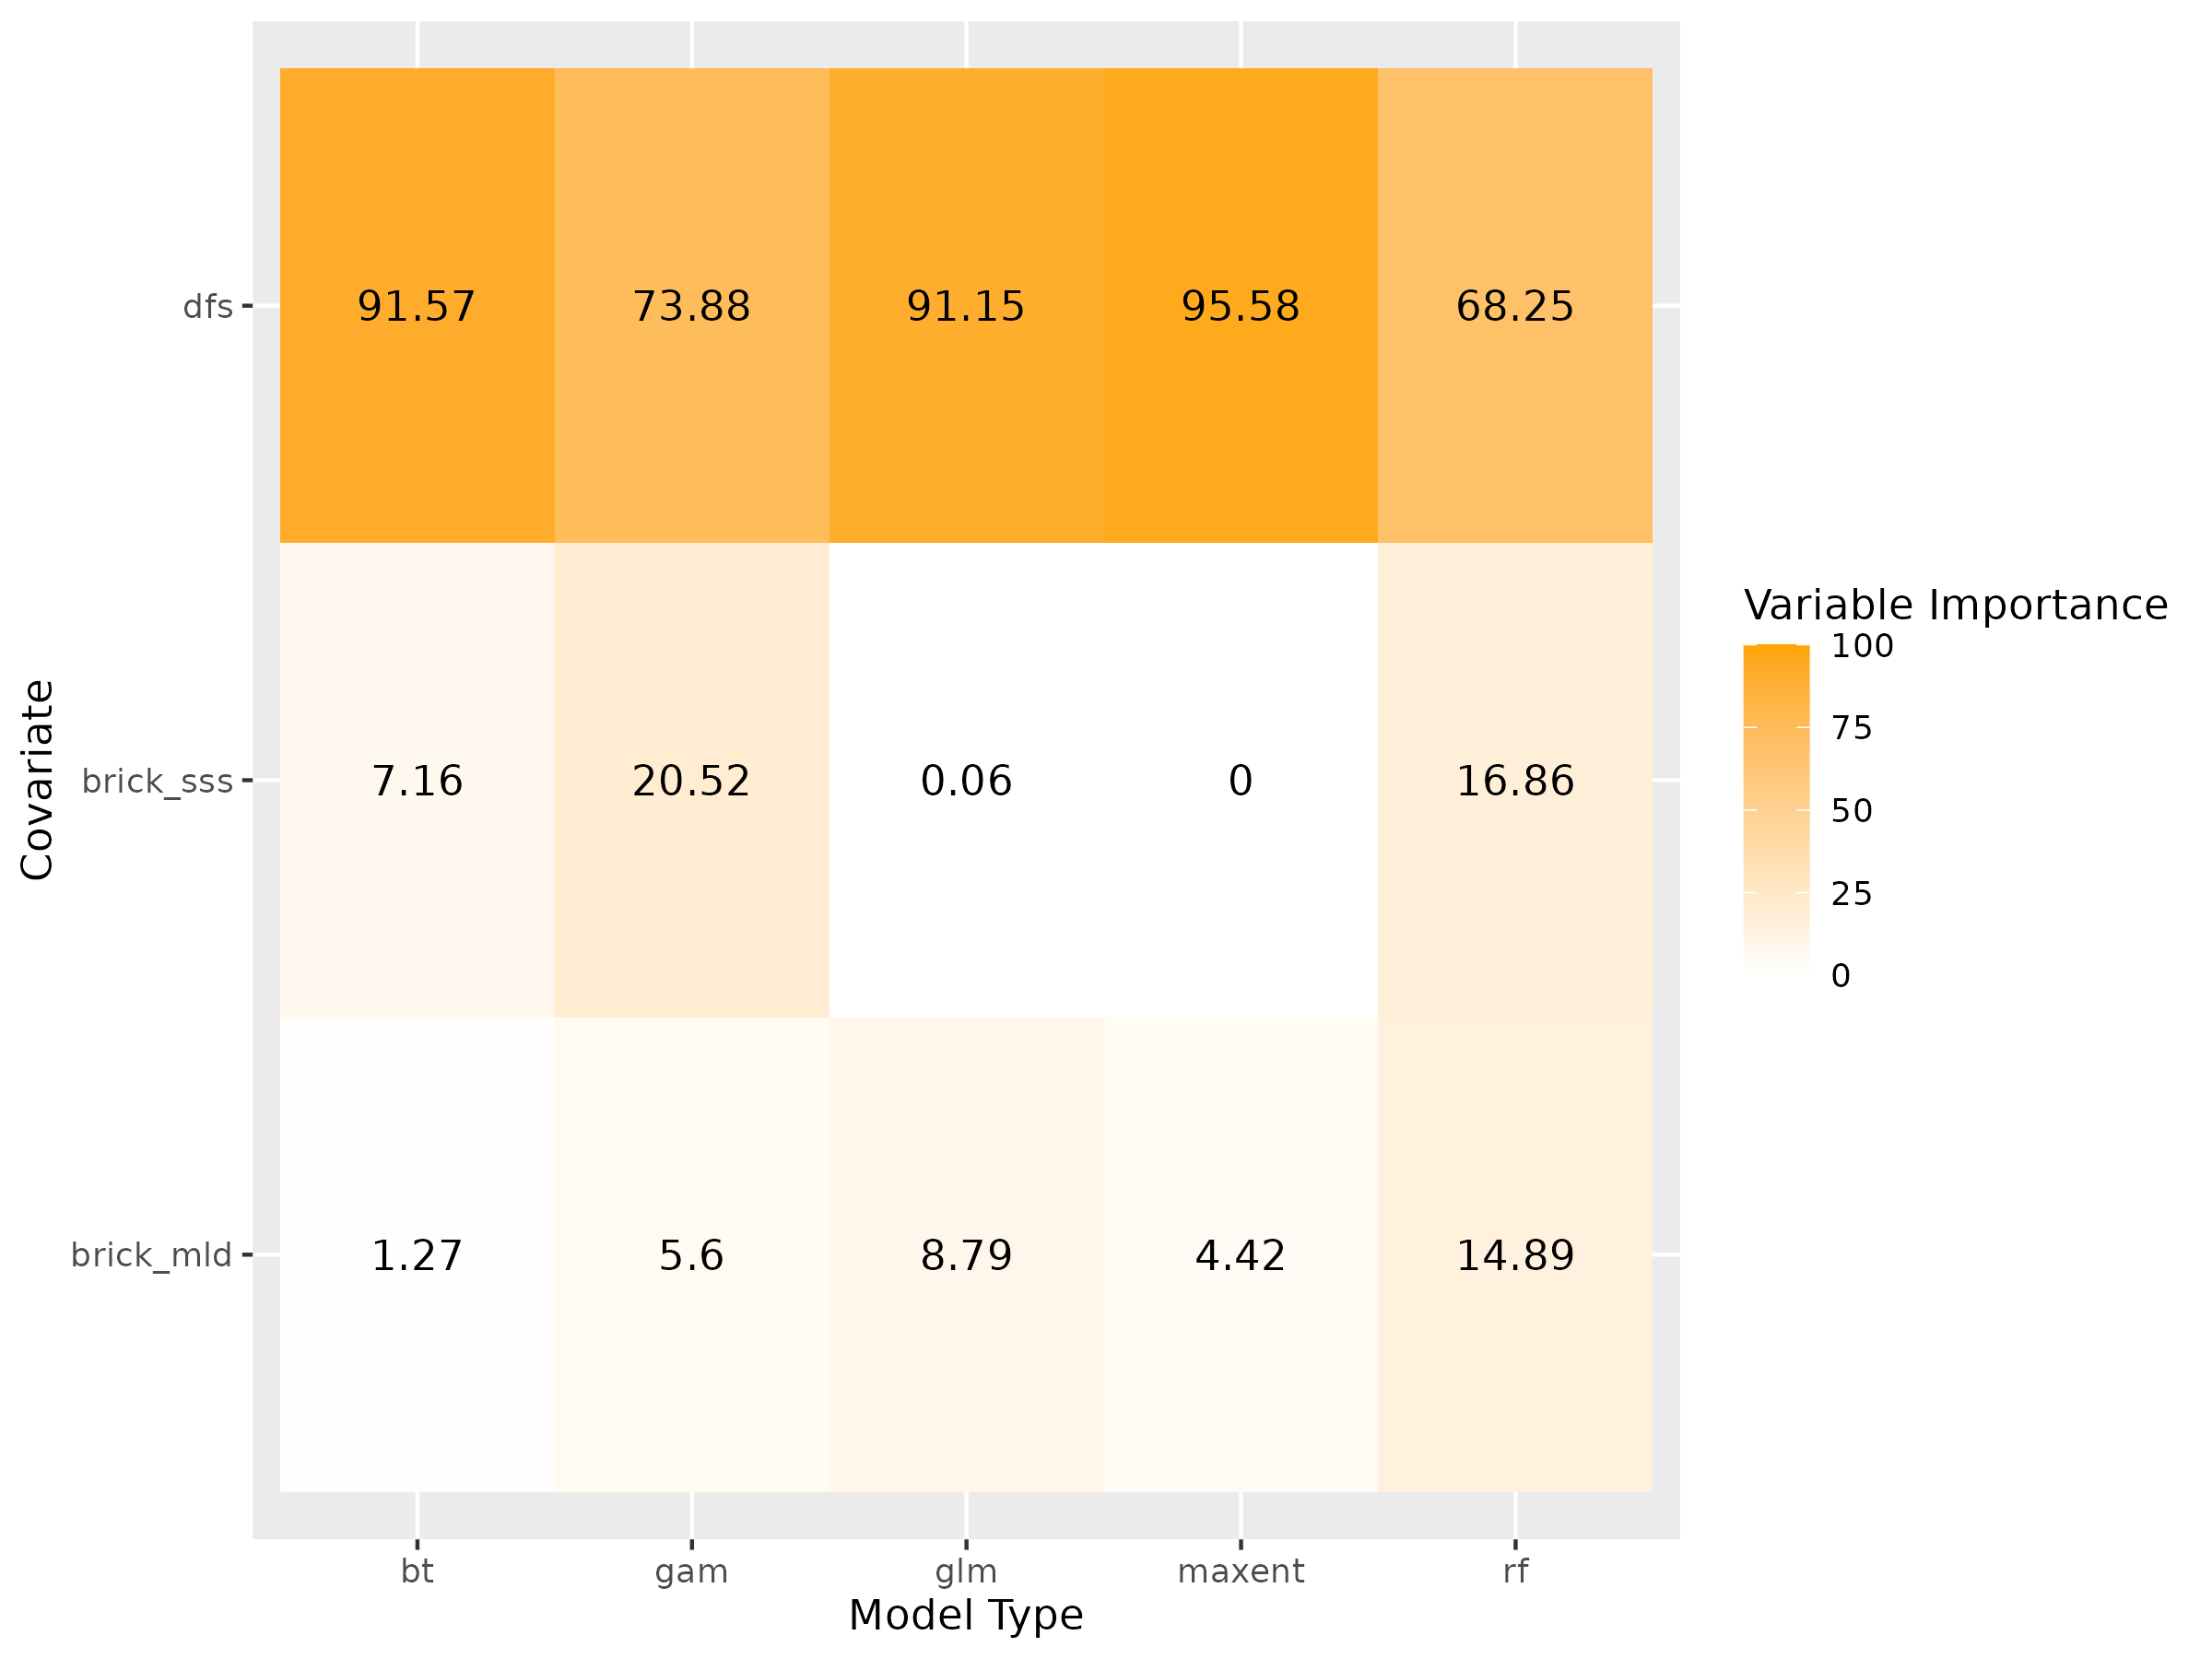 dfs
91.57 73.88 91.15 95.58 68.25
brick_sss
7.16 20.52 0.06 0 16.86
brick_mld
1.27 5.6 8.79 4.42 14.89
bt gam glm maxent rf
Model Type
Covariate
Variable Importance
100
75
50
25
0